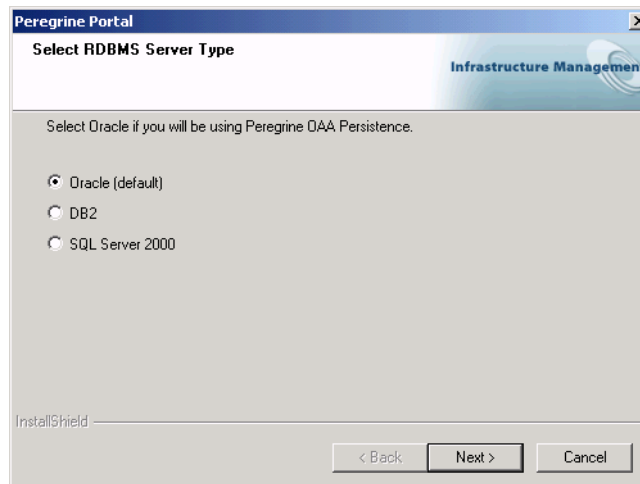 Peregrine Portal
Select RDBMS Server Type
Infrastructure Management
Select Oracle if you will be using Peregrine OAA Persistence.
Oracle (default)
DB2
SQL Server 2000
InstallShield
< Back
Next >
Cancel